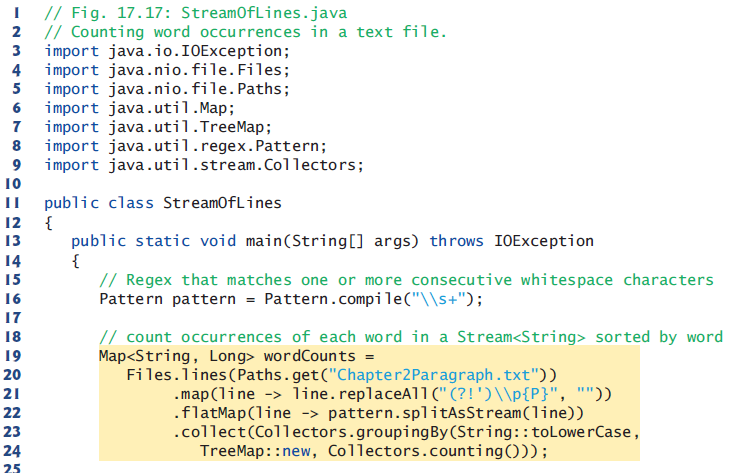 1 // Fig. 17.17: StreamOfLines.java
2 // Counting word occurrences in a text file.
3 import java.io.IOException;
4 import java.nio.file.Files;
5 import java.nio.file.Paths;
6 import java.util.Map;
7 import java.util.TreeMap;
8 import java.util.regex.Pattern;
9 import java.util.stream.Collectors;
10
11 public class StreamOfLines
12 {
13    public static void main(String[] args) throws IOException
14    {
15       // Regex that matches one or more consecutive whitespace characters
16       Pattern pattern = Pattern.compile("\\s+");
17
18       // count occurrences of each word in a Stream<String> sorted by word
19       Map<String, Long> wordCounts =
20          Files.lines(Paths.get("Chapter2Paragraph.txt"))
21               .map(line -> line.replaceAll("(?!')\\p{P}", ""))
22               .flatMap(line -> pattern.splitAsStream(line))
23               .collect(Collectors.groupingBy(String::toLowerCase,
24                  TreeMap::new, Collectors.counting()));
25